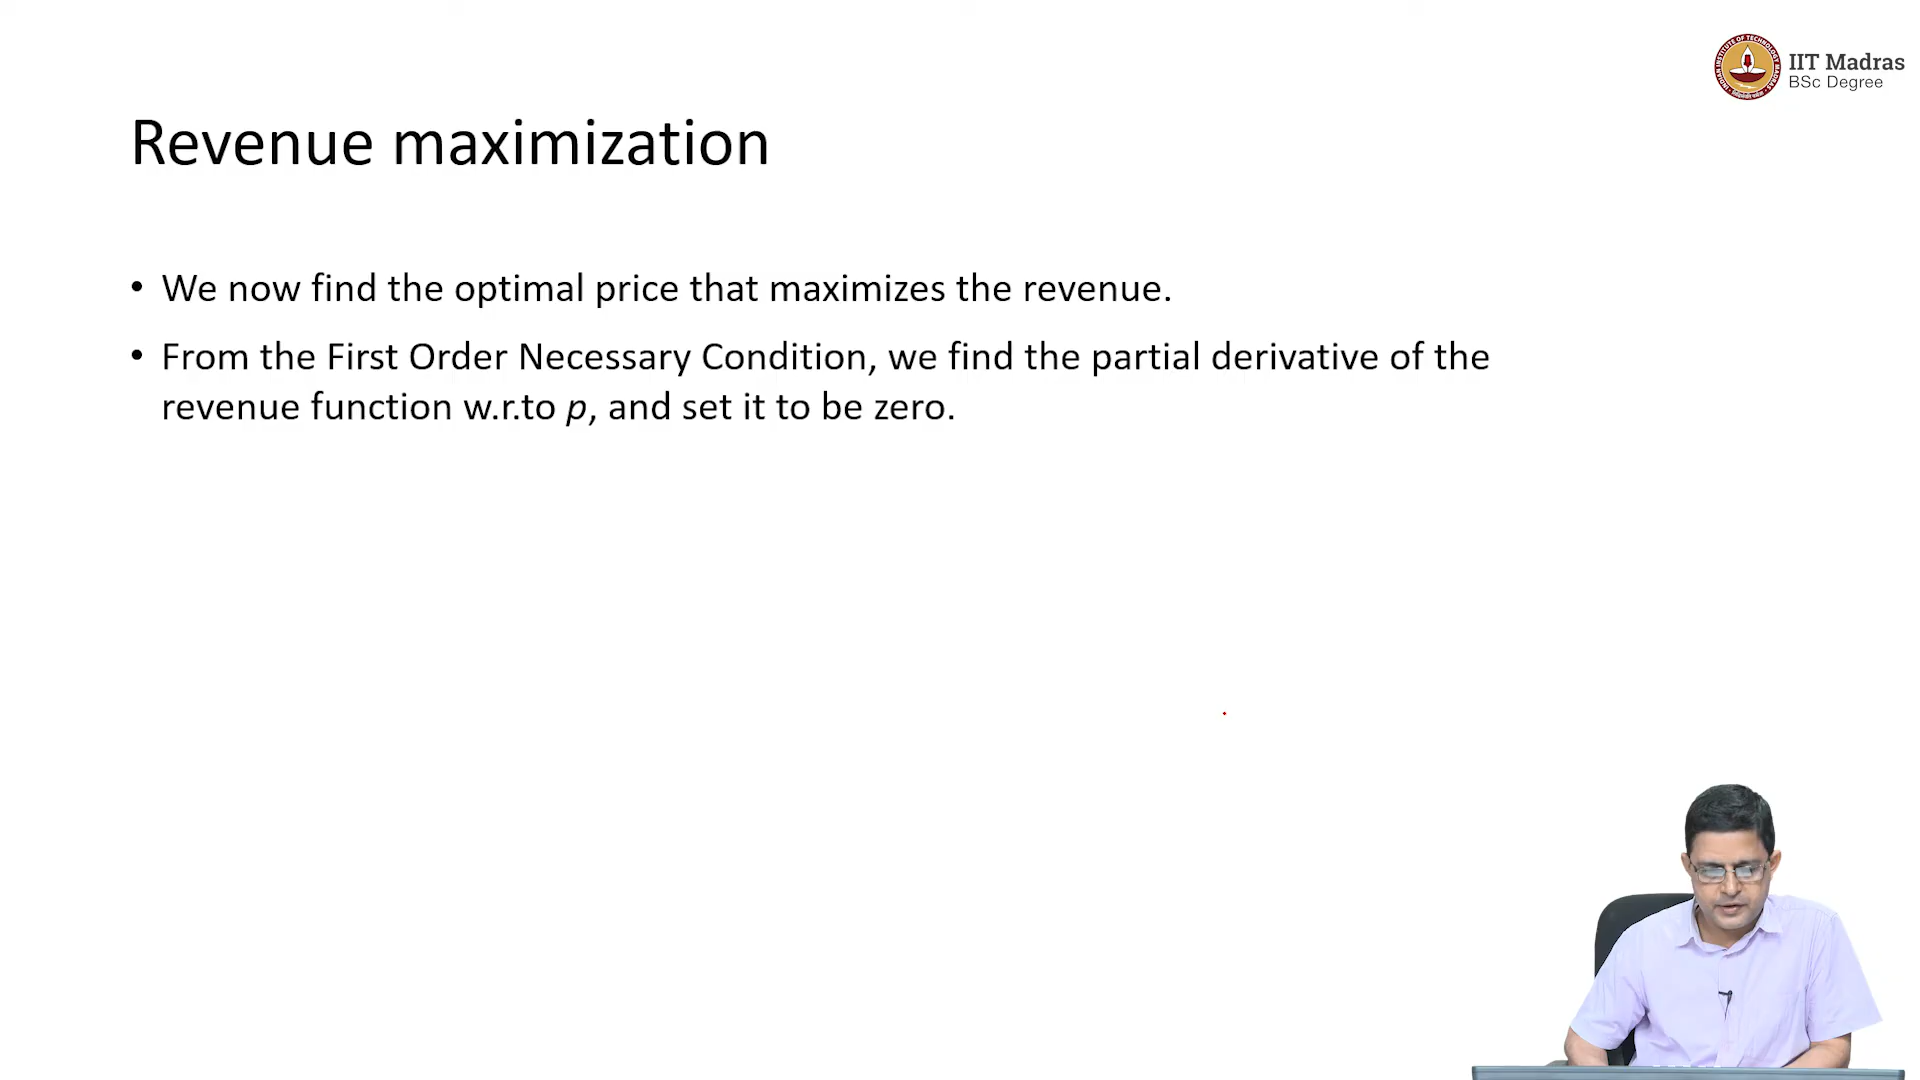 IIT Madras
BSc Degree
Revenue maximization
• We now find the optimal price that maximizes the revenue.
• From the First Order Necessary Condition, we find the partial derivative of the
revenue function w.r.to p, and set it to be zero.